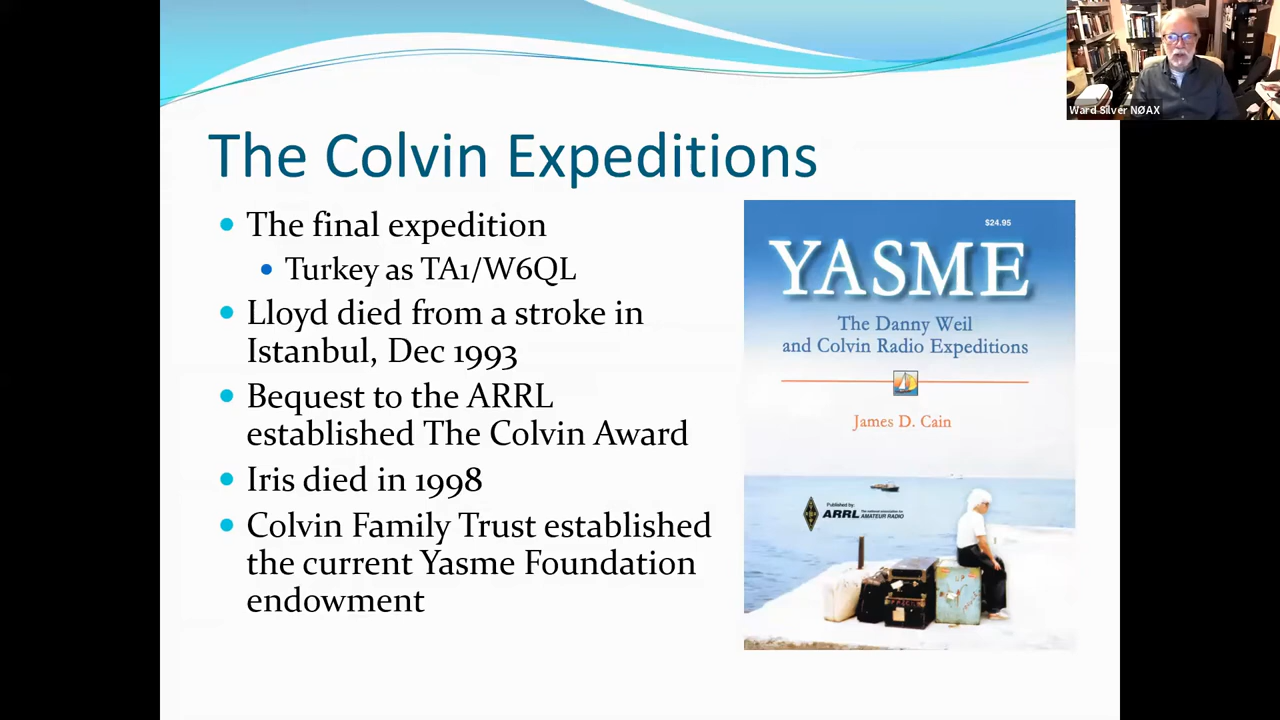 Ward Silver NØAX
The Colvin Expeditions
The final expedition
Turkey as TA1/W6QL
Lloyd died from a stroke in
Istanbul, Dec 1993
Bequest to the ARRL
established The Colvin Award
Iris died in 1998
Colvin Family Trust established
the current Yasme Foundation
endowment
$24.95
YASME
The Danny Weil
and Colvin Radio Expeditions
James D. Cain
Published by
ARRL The national association for
AMATEUR RADIO